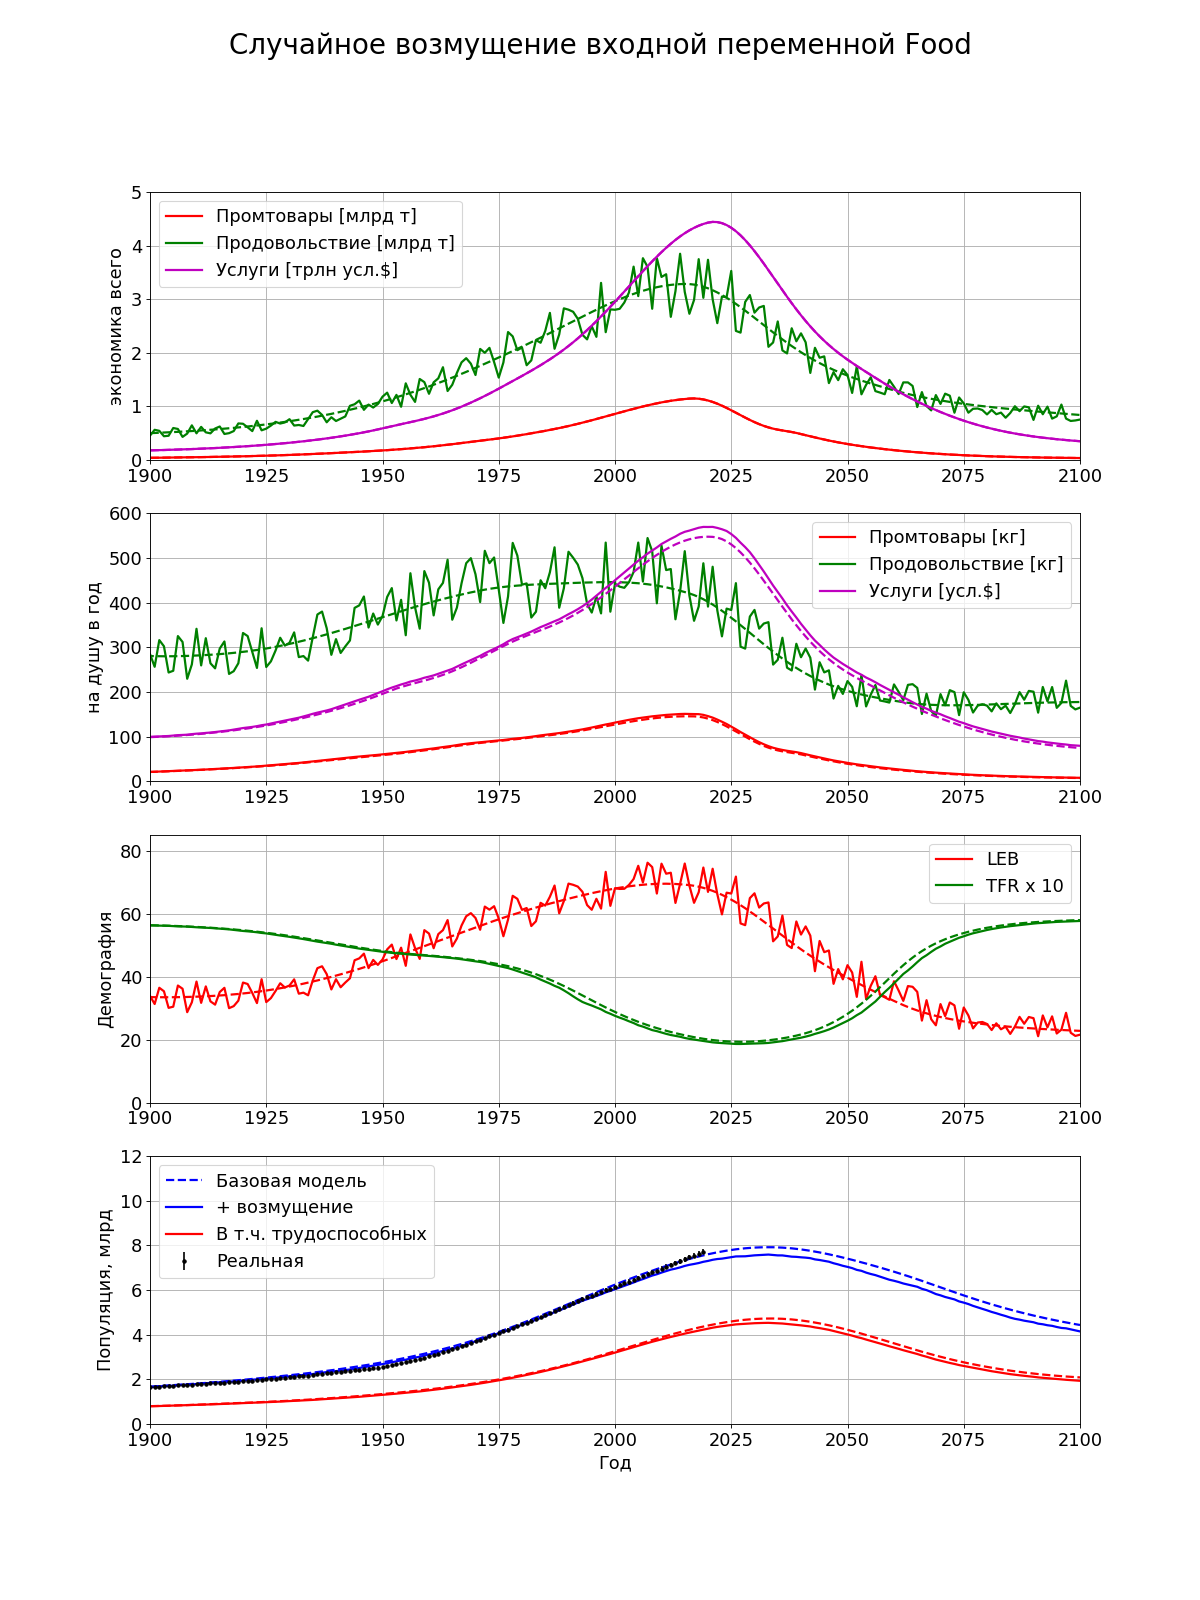 Случайное возмущение входной переменной Food
экономика всего
5
4
3
2
1
0
Промтовары [млрд т]
Продовольствие [млрд т]
Услуги [трлн усл.$]
1900 1925 1950 1975 2000 2025 2050 2075 2100
на душу в год
600
500
400
300
200
100
0
Промтовары [кг]
Продовольствие [кг]
Услуги [усл.$]
1900 1925 1950 1975 2000 2025 2050 2075 2100
Демография
80
60
40
20
0
LEB
TFR x 10
1900 1925 1950 1975 2000 2025 2050 2075 2100
Популяция, млрд
12
10
8
6
4
2
0
Базовая модель
+ возмущение
В т.ч. трудоспособных
Реальная
1900 1925 1950 1975 2000 2025 2050 2075 2100
Год